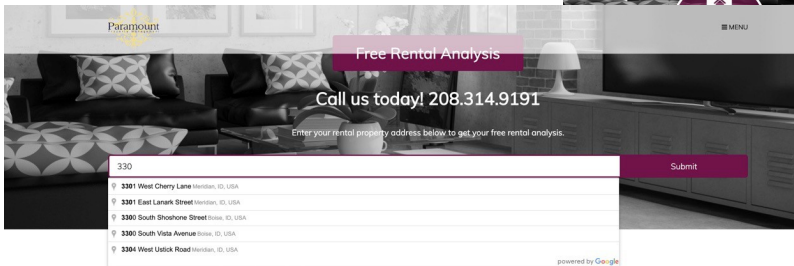 Paramount
Property Management
MENU
Free Rental Analysis
Call us today! 208.314.9191
Enter your rental property address below to get your free rental analysis.
330
Submit
3301 West Cherry Lane Meridian, ID, USA
3301 East Lanark Street Meridian, ID, USA
3300 South Shoshone Street Boise, ID, USA
3300 South Vista Avenue Boise, ID, USA
3304 West Ustick Road Meridian, ID, USA
powered by Google